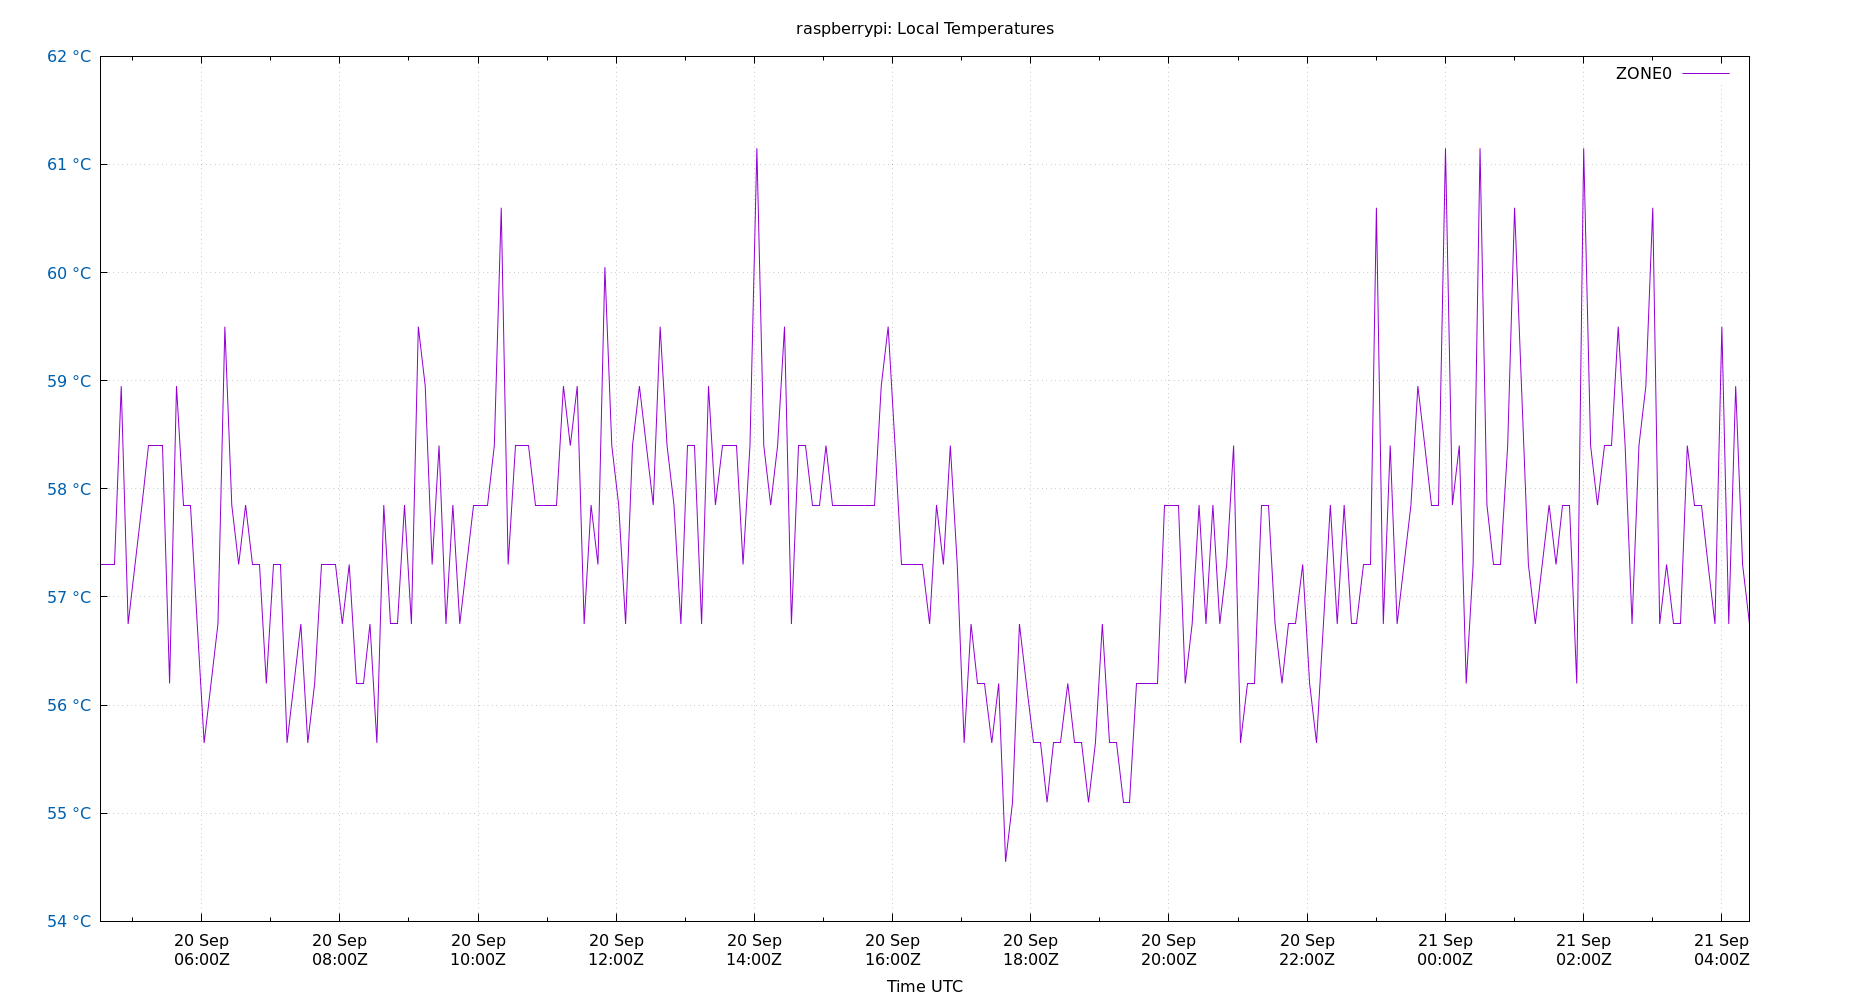 raspberrypi: Local Temperatures
ZONE0
62 °C
61 °C
60 °C
59 °C
58 °C
57 °C
56 °C
55 °C
54 °C
20 Sep 20 Sep 20 Sep 20 Sep 20 Sep 20 Sep 20 Sep 20 Sep 20 Sep 21 Sep 21 Sep 21 Sep
06:00Z 08:00Z 10:00Z 12:00Z 14:00Z 16:00Z 18:00Z 20:00Z 22:00Z 00:00Z 02:00Z 04:00Z
Time UTC